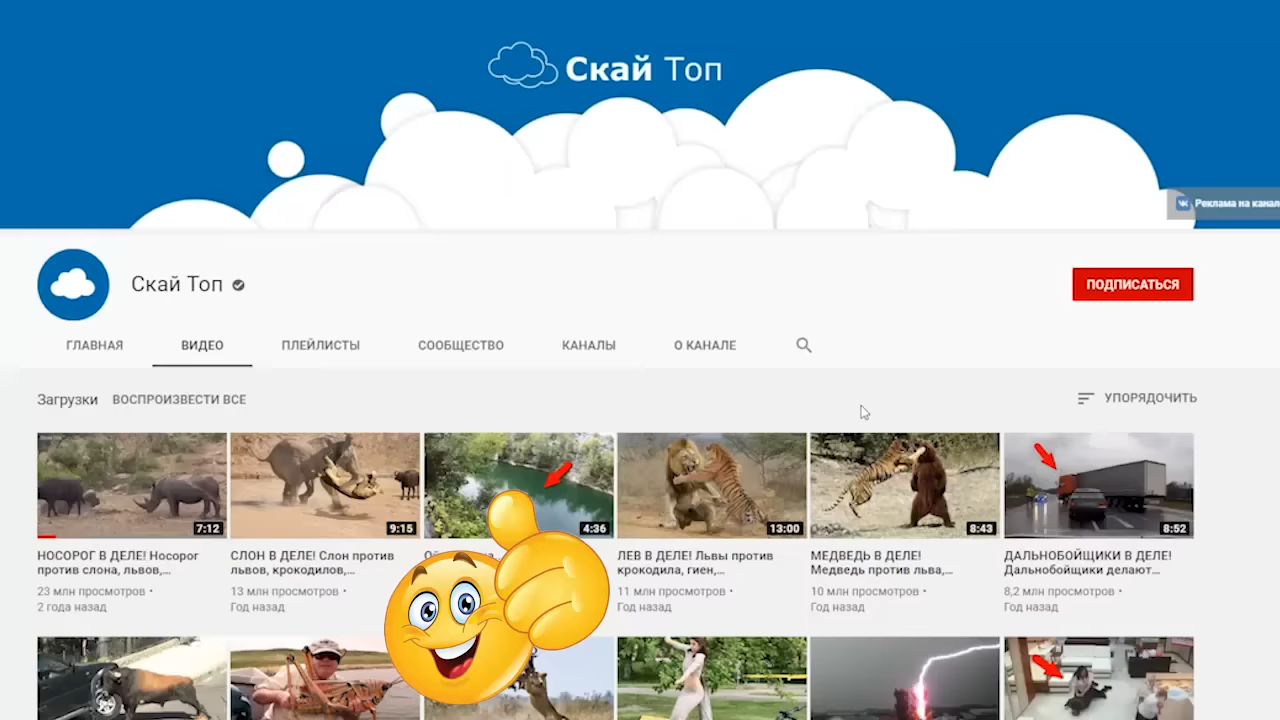 Скай Топ
Реклама на канал
Скай Топ
ПОДПИСАТЬСЯ
ГЛАВНАЯ
ВИДЕО
ПЛЕЙЛИСТЫ
СООБЩЕСТВО
КАНАЛЫ
О КАНАЛЕ
Загрузки
ВОСПРОИЗВЕСТИ ВСЕ
УПОРЯДОЧИТЬ
7:12
9:15
4:36
13:00
8:43
8:52
НОСОРОГ В ДЕЛЕ! Носорог
против слона, львов,...
23 млн просмотров •
2 года назад
СЛОН В ДЕЛЕ! Слон против
львов, крокодилов,...
13 млн просмотров •
Год назад
ЛЕВ В ДЕЛЕ! Львы против
крокодила, гиен,...
11 млн просмотров •
Год назад
МЕДВЕДЬ В ДЕЛЕ!
Медведь против льва,...
10 млн просмотров •
Год назад
ДАЛЬНОБОЙЩИКИ В ДЕЛЕ!
Дальнобойщики делают...
8,2 млн просмотров •
Год назад